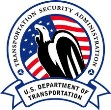 TRANSPORTATION SECURITY ADMINISTRATION
U.S. DEPARTMENT OF
TRANSPORTATION